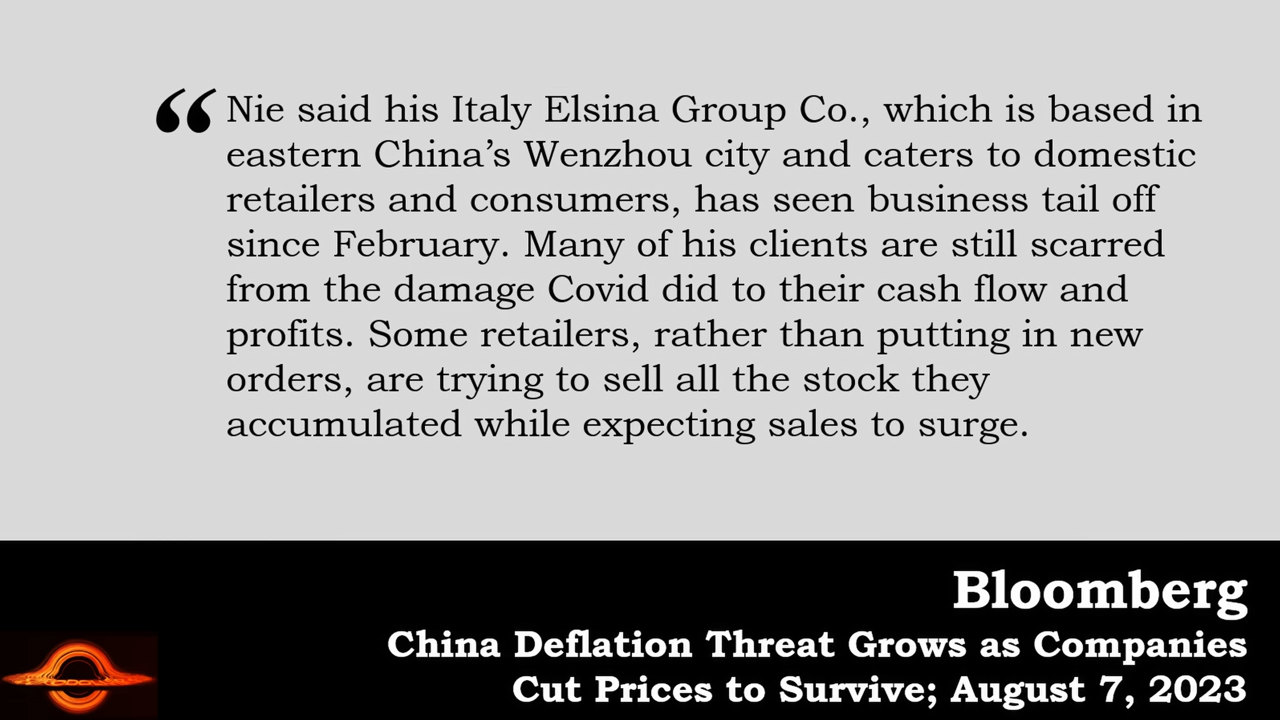 “Nie said his Italy Elsina Group Co., which is based in
eastern China’s Wenzhou city and caters to domestic
retailers and consumers, has seen business tail off
since February. Many of his clients are still scarred
from the damage Covid did to their cash flow and
profits. Some retailers, rather than putting in new
orders, are trying to sell all the stock they
accumulated while expecting sales to surge.
Bloomberg
China Deflation Threat Grows as Companies
Cut Prices to Survive; August 7, 2023